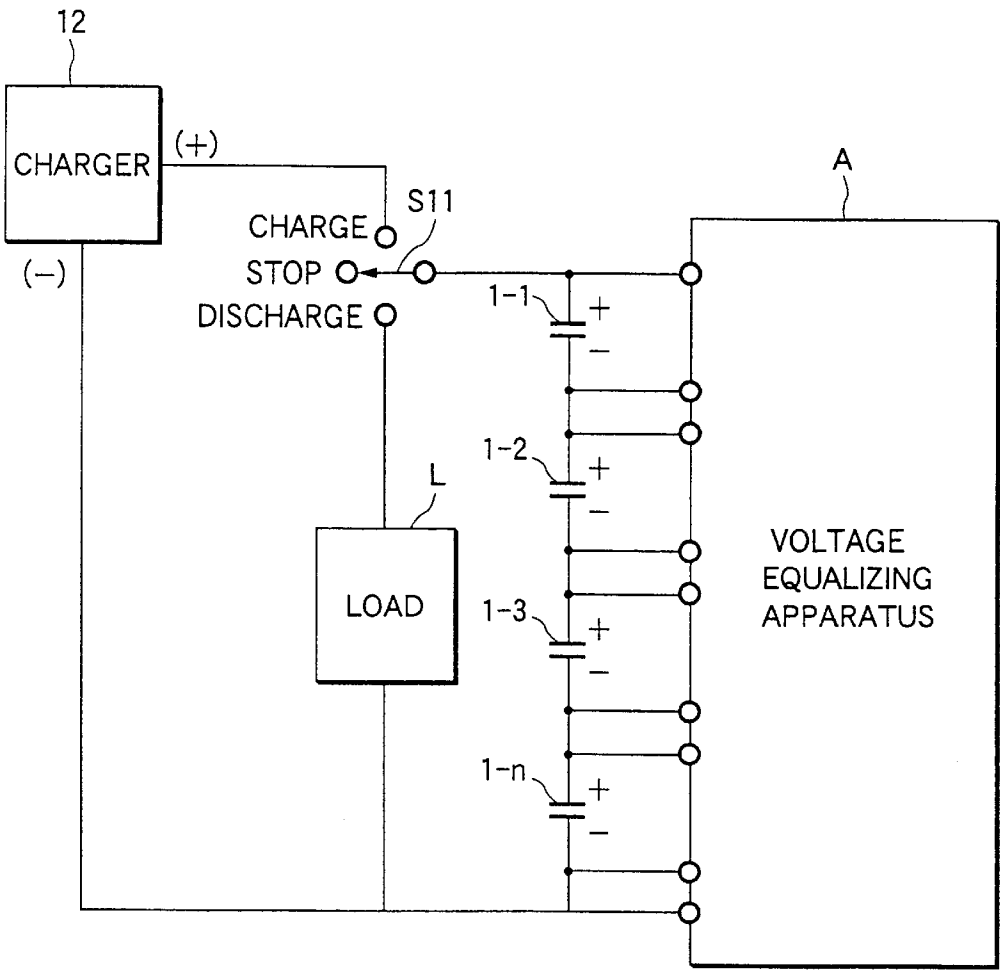 12
CHARGER
(+)
(-)
CHARGE
S11
STOP
DISCHARGE
L
LOAD
A
1-1
+
−
1-2
+
−
1-3
+
−
1-n
+
−
VOLTAGE
EQUALIZING
APPARATUS